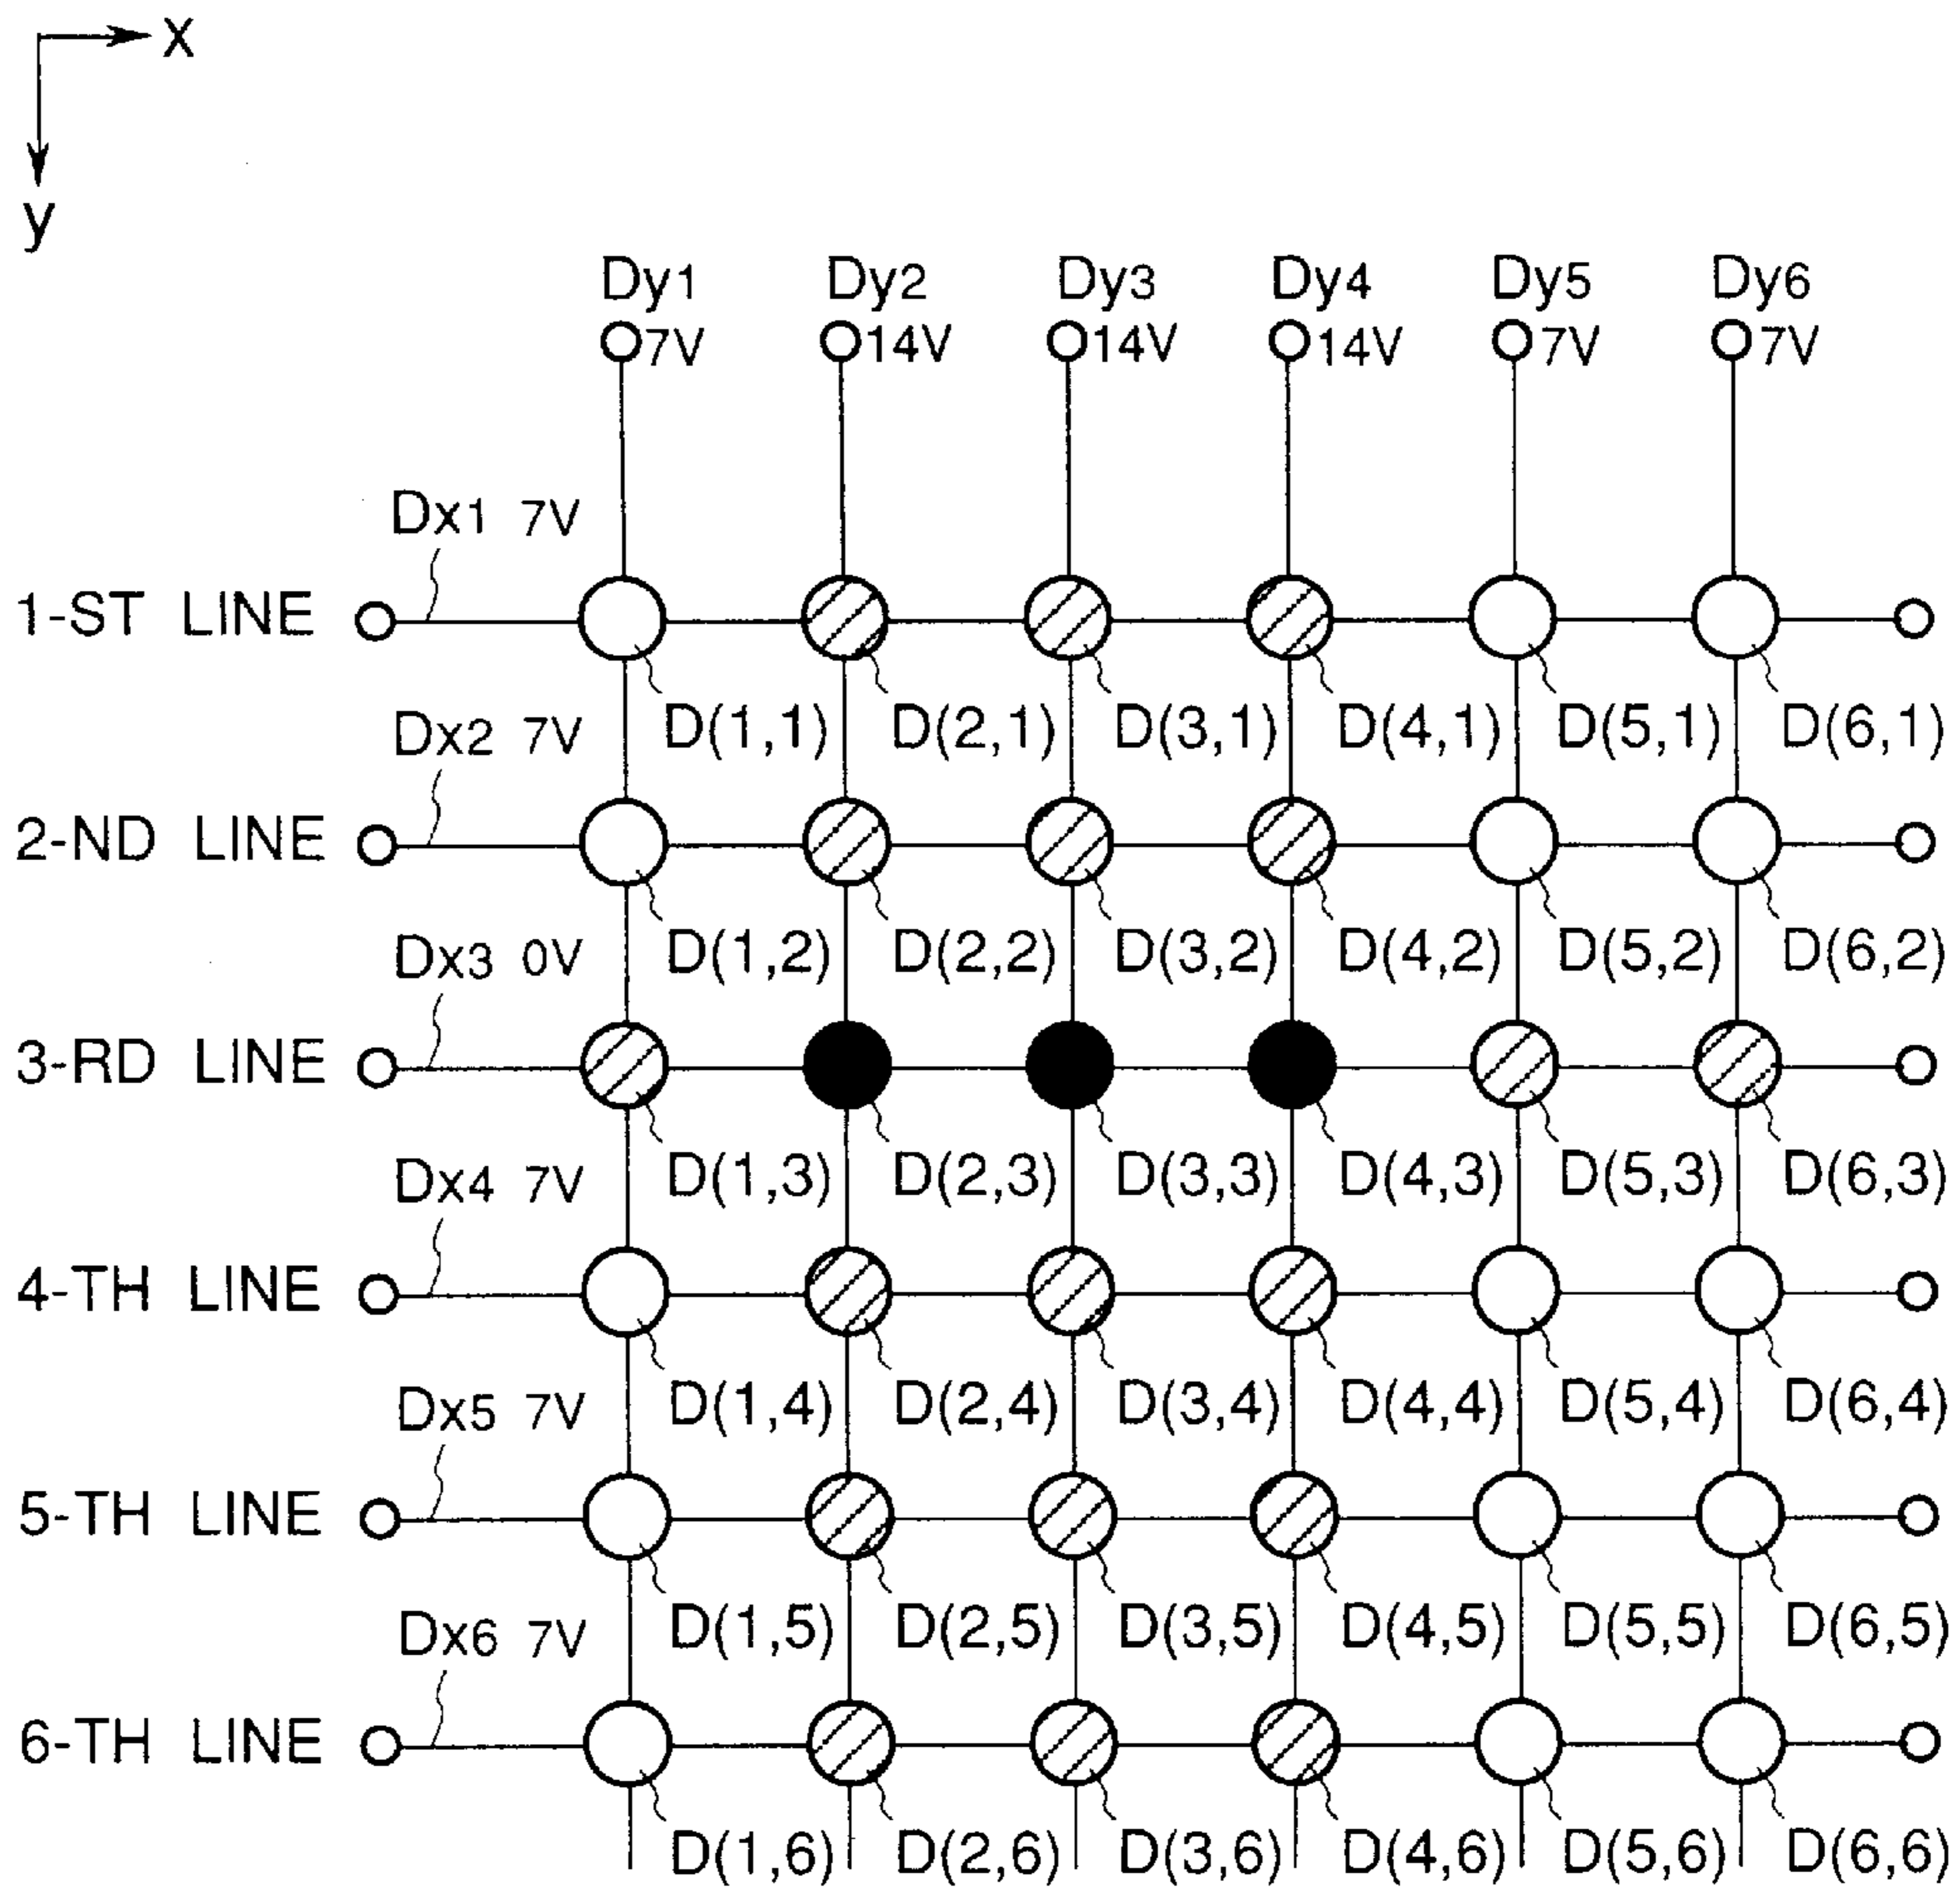 x
y
Dy1 Dy2 Dy3 Dy4 Dy5 Dy6
7V 14V 14V 14V 7V 7V
Dx1 7V
1-ST LINE
D(1,1) D(2,1) D(3,1) D(4,1) D(5,1) D(6,1)
Dx2 7V
2-ND LINE
D(1,2) D(2,2) D(3,2) D(4,2) D(5,2) D(6,2)
Dx3 0V
3-RD LINE
D(1,3) D(2,3) D(3,3) D(4,3) D(5,3) D(6,3)
Dx4 7V
4-TH LINE
D(1,4) D(2,4) D(3,4) D(4,4) D(5,4) D(6,4)
Dx5 7V
5-TH LINE
D(1,5) D(2,5) D(3,5) D(4,5) D(5,5) D(6,5)
Dx6 7V
6-TH LINE
D(1,6) D(2,6) D(3,6) D(4,6) D(5,6) D(6,6)